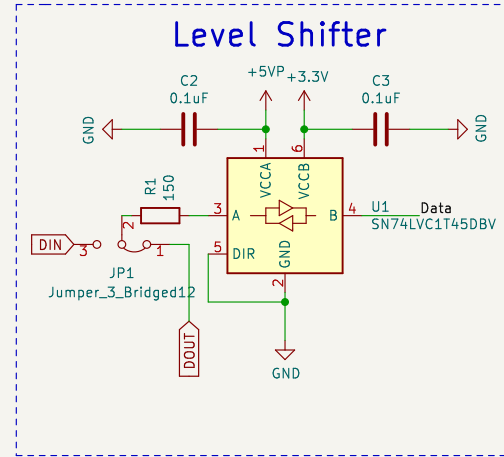 Level Shifter
C2
0.1uF
+5VP
+3.3V
C3
0.1uF
GND
GND
1
6
VCCA
VCCB
R1
150
3
A
B
4
Data
U1
SN74LVC1T45DBV
5
DIR
GND
2
DIN
3
2
1
JP1
Jumper_3_Bridged12
DOUT
GND